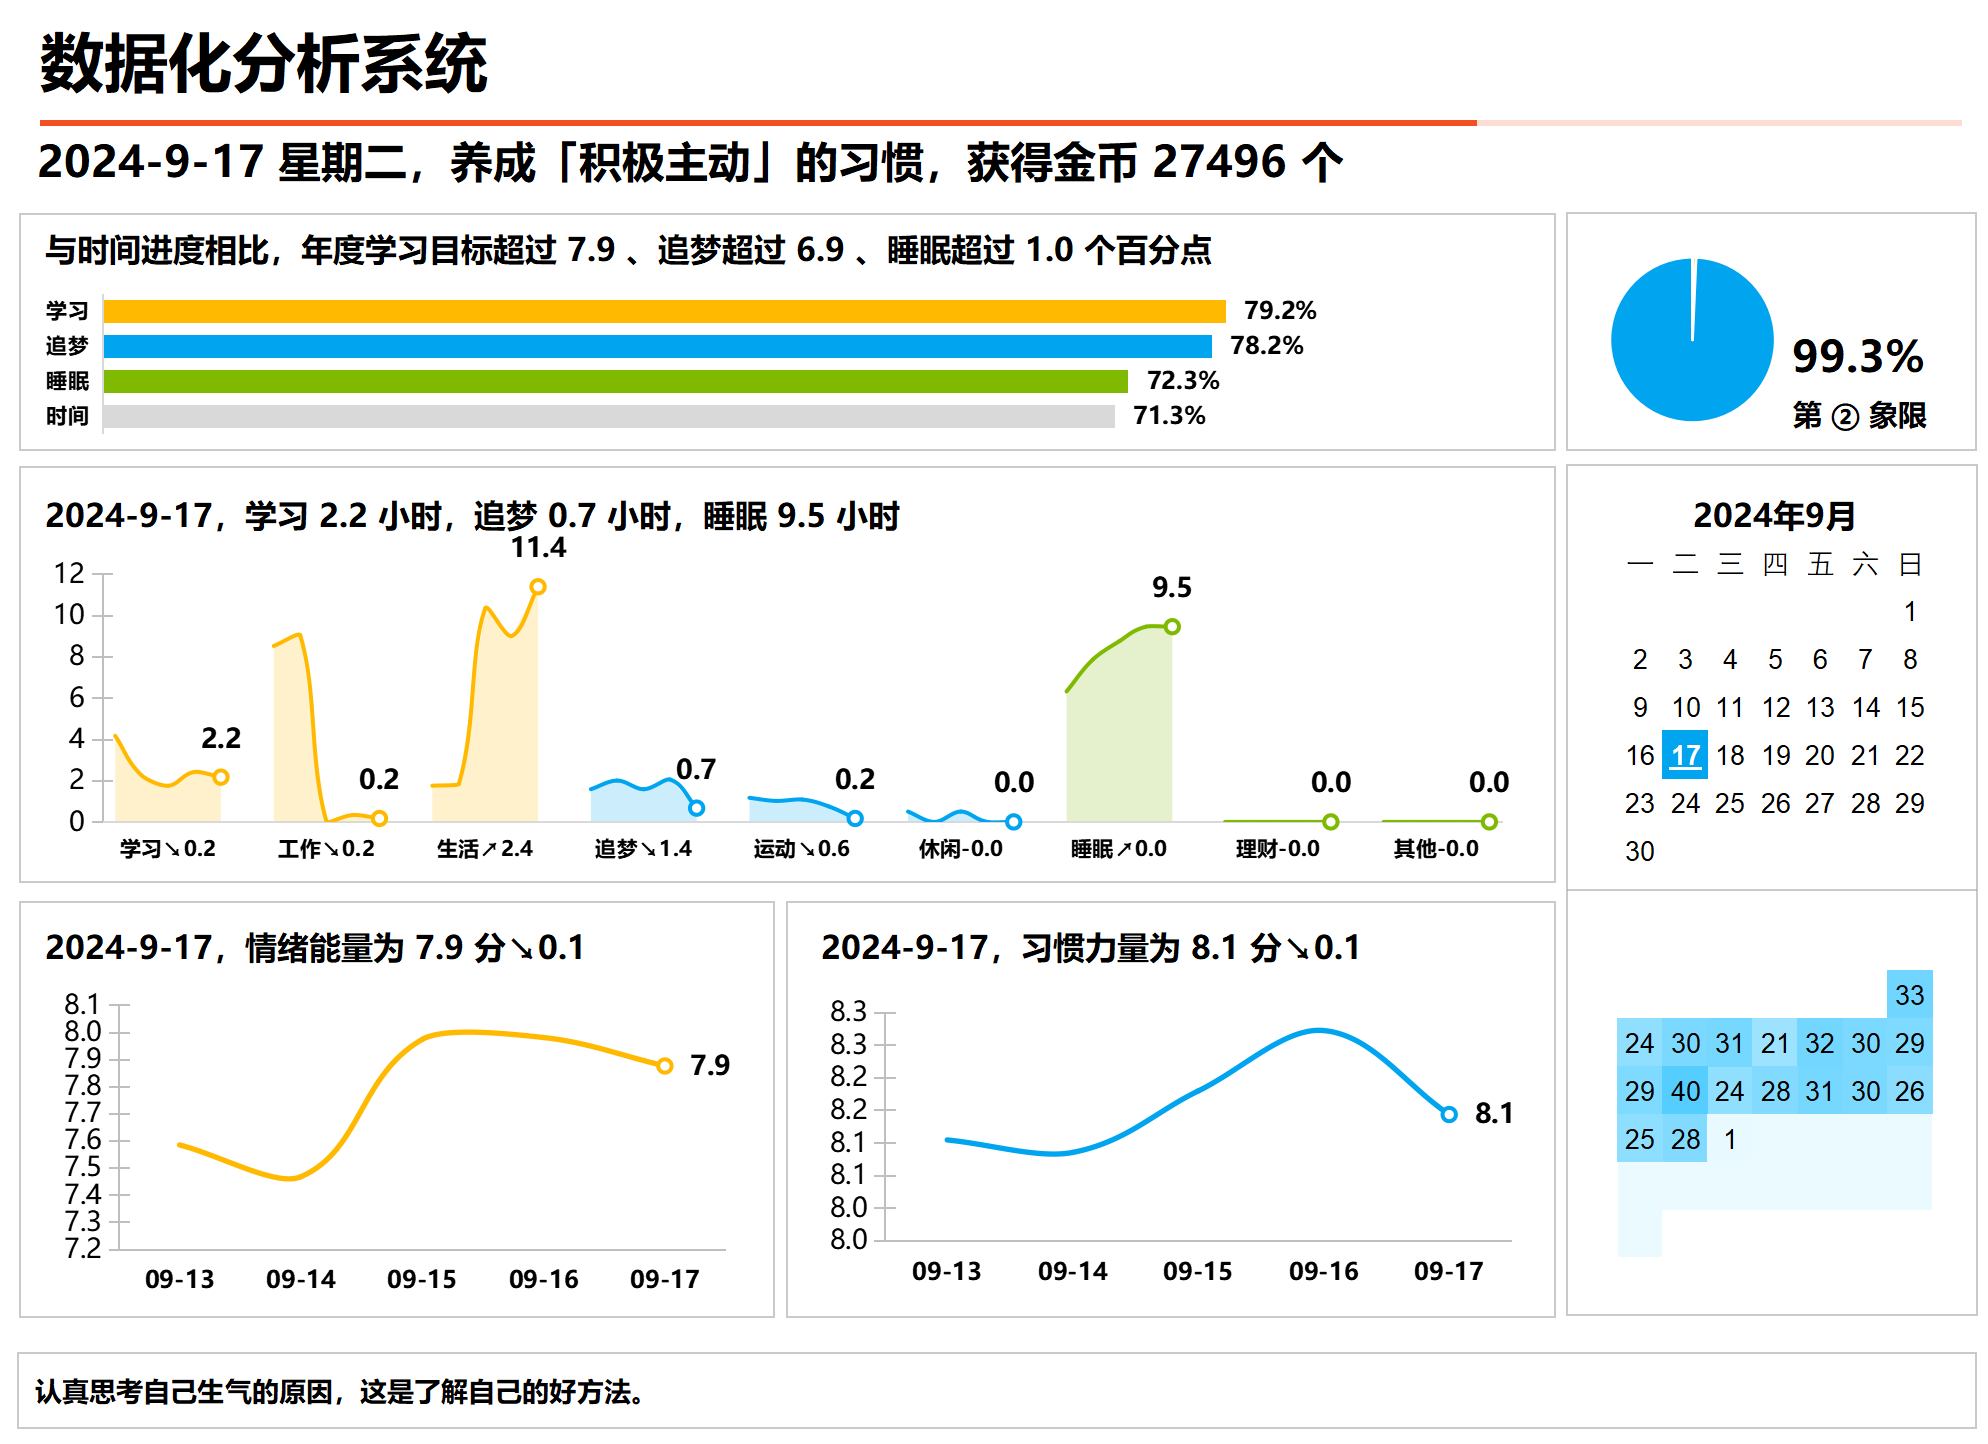 数据化分析系统
2024-9-17 星期二，养成「积极主动」的习惯，获得金币 27496 个
与时间进度相比，年度学习目标超过 7.9 、追梦超过 6.9 、睡眠超过 1.0 个百分点
学习 79.2%
追梦 78.2%
睡眠 72.3%
时间 71.3%
99.3%
第 ② 象限
2024-9-17，学习 2.2 小时，追梦 0.7 小时，睡眠 9.5 小时
12
10
8
6
4
2
0
2.2
0.2
11.4
0.7
0.2
0.0
9.5
0.0
0.0
学习↘0.2 工作↘0.2 生活↗2.4 追梦↘1.4 运动↘0.6 休闲-0.0 睡眠↗0.0 理财-0.0 其他-0.0
2024年9月
一 二 三 四 五 六 日
1
2 3 4 5 6 7 8
9 10 11 12 13 14 15
16 17 18 19 20 21 22
23 24 25 26 27 28 29
30
2024-9-17，情绪能量为 7.9 分↘0.1
8.1
8.0
7.9
7.8
7.7
7.6
7.5
7.4
7.3
7.2
7.9
09-13 09-14 09-15 09-16 09-17
2024-9-17，习惯力量为 8.1 分↘0.1
8.3
8.3
8.2
8.2
8.1
8.1
8.0
8.0
8.1
09-13 09-14 09-15 09-16 09-17
33
24 30 31 21 32 30 29
29 40 24 28 31 30 26
25 28 1
认真思考自己生气的原因，这是了解自己的好方法。